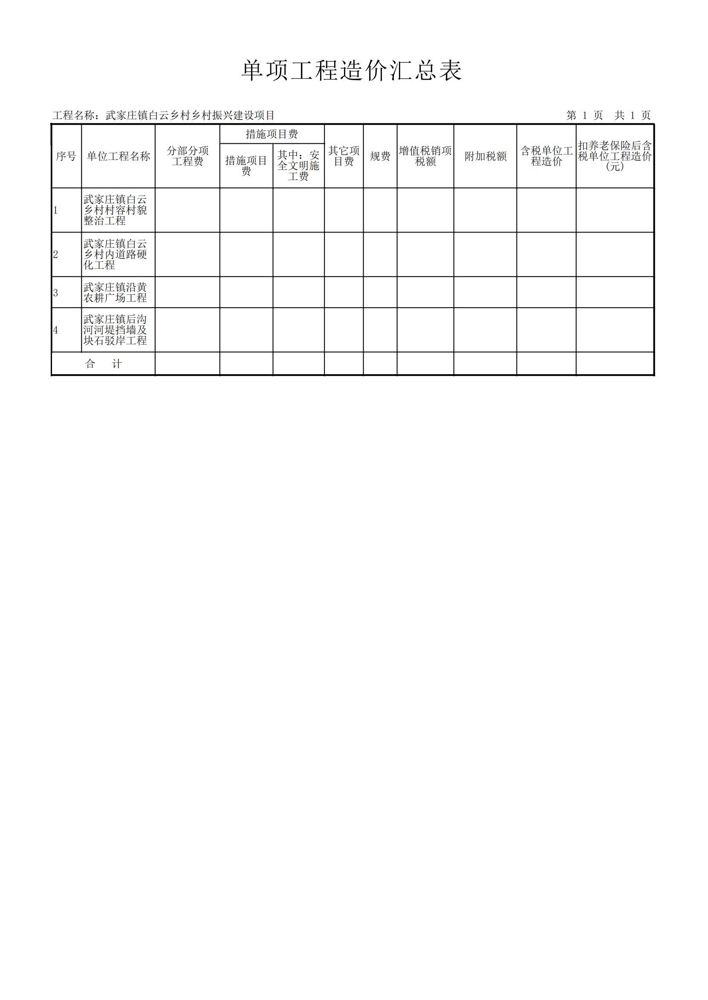 单项工程造价汇总表
工程名称：武家庄镇白云乡村乡村振兴建设项目
第 1 页 共 1 页
措施项目费
序号
单位工程名称
分部分项
工程费
措施项目
费
其中：安
全文明施
工费
其它项
目费
规费
增值税销项
税额
附加税额
含税单位工
程造价
扣养老保险后含
税单位工程造价
(元)
1
武家庄镇白云
乡村村容村貌
整治工程
2
武家庄镇白云
乡村内道路硬
化工程
3
武家庄镇沿黄
农耕广场工程
4
武家庄镇后沟
河河堤挡墙及
块石驳岸工程
合 计